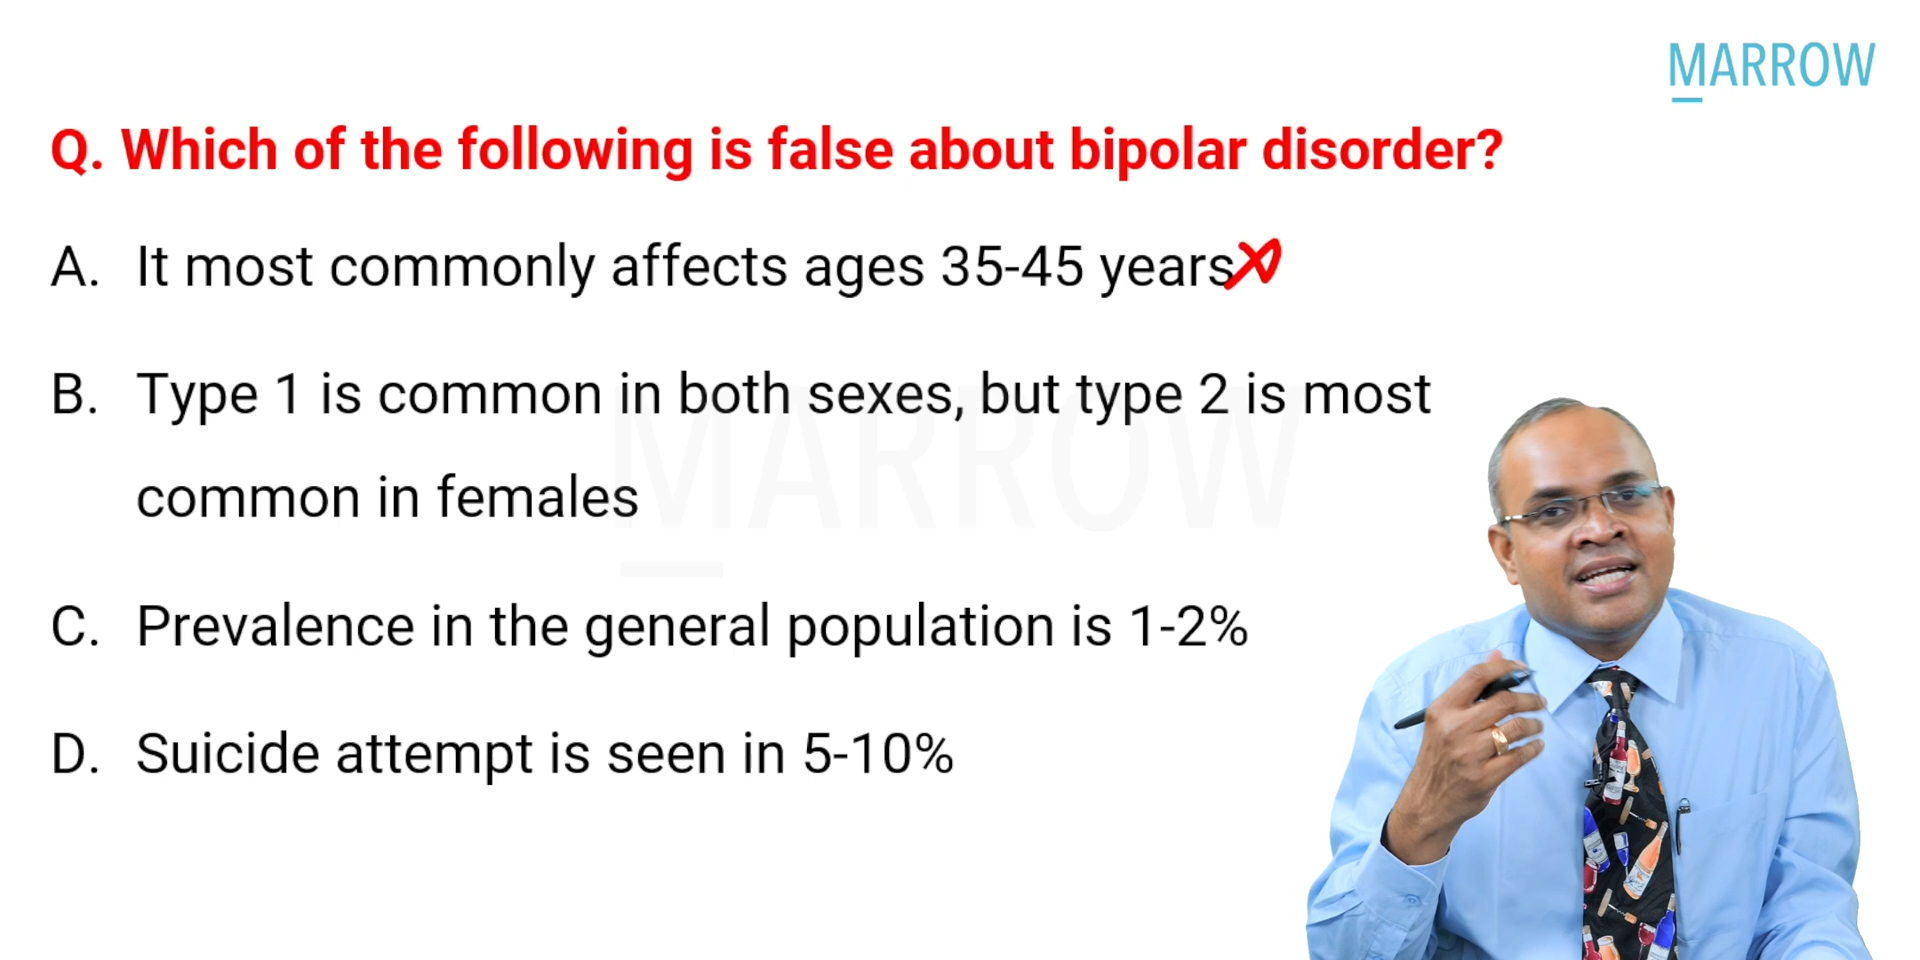 MARROW
Q. Which of the following is false about bipolar disorder?
A. It most commonly affects ages 35-45 years
B. Type 1 is common in both sexes, but type 2 is most
common in females
MARROW
C. Prevalence in the general population is 1-2%
D. Suicide attempt is seen in 5-10%